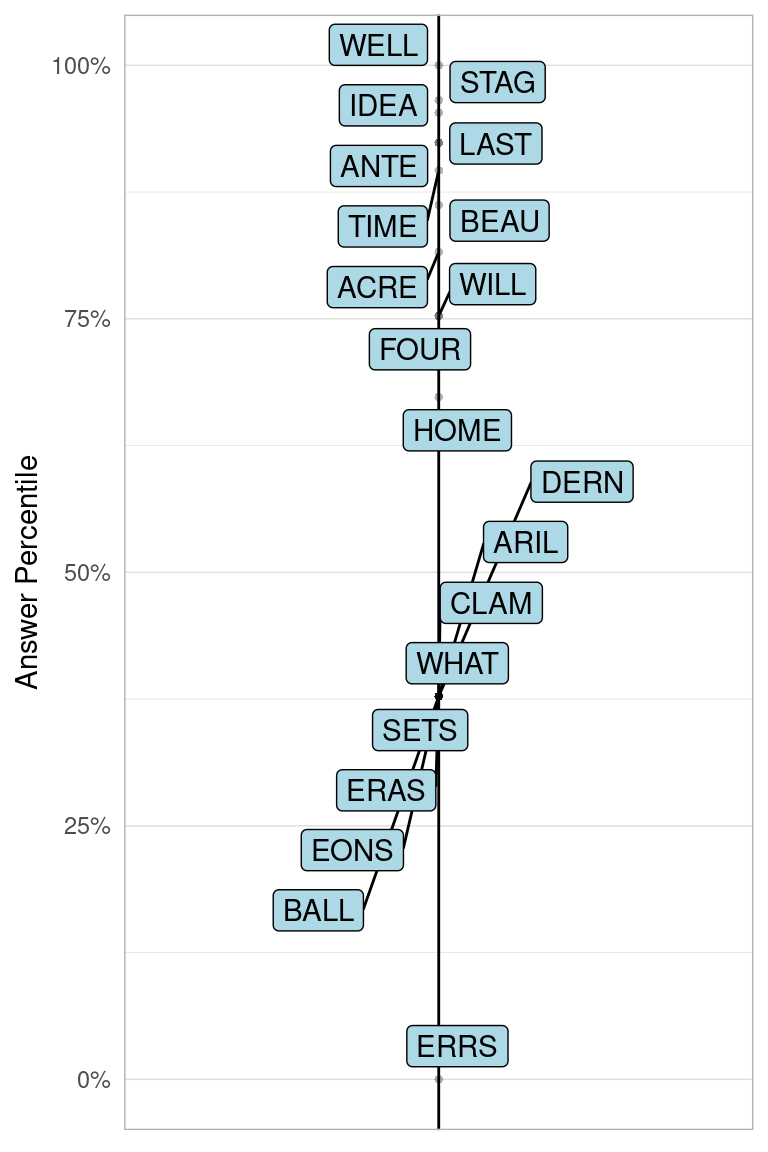 WELL
100%
STAG
IDEA
LAST
ANTE
TIME
BEAU
ACRE
WILL
75%
FOUR
HOME
DERN
ARIL
50%
CLAM
WHAT
SETS
ERAS
25%
EONS
BALL
ERRS
0%
Answer Percentile